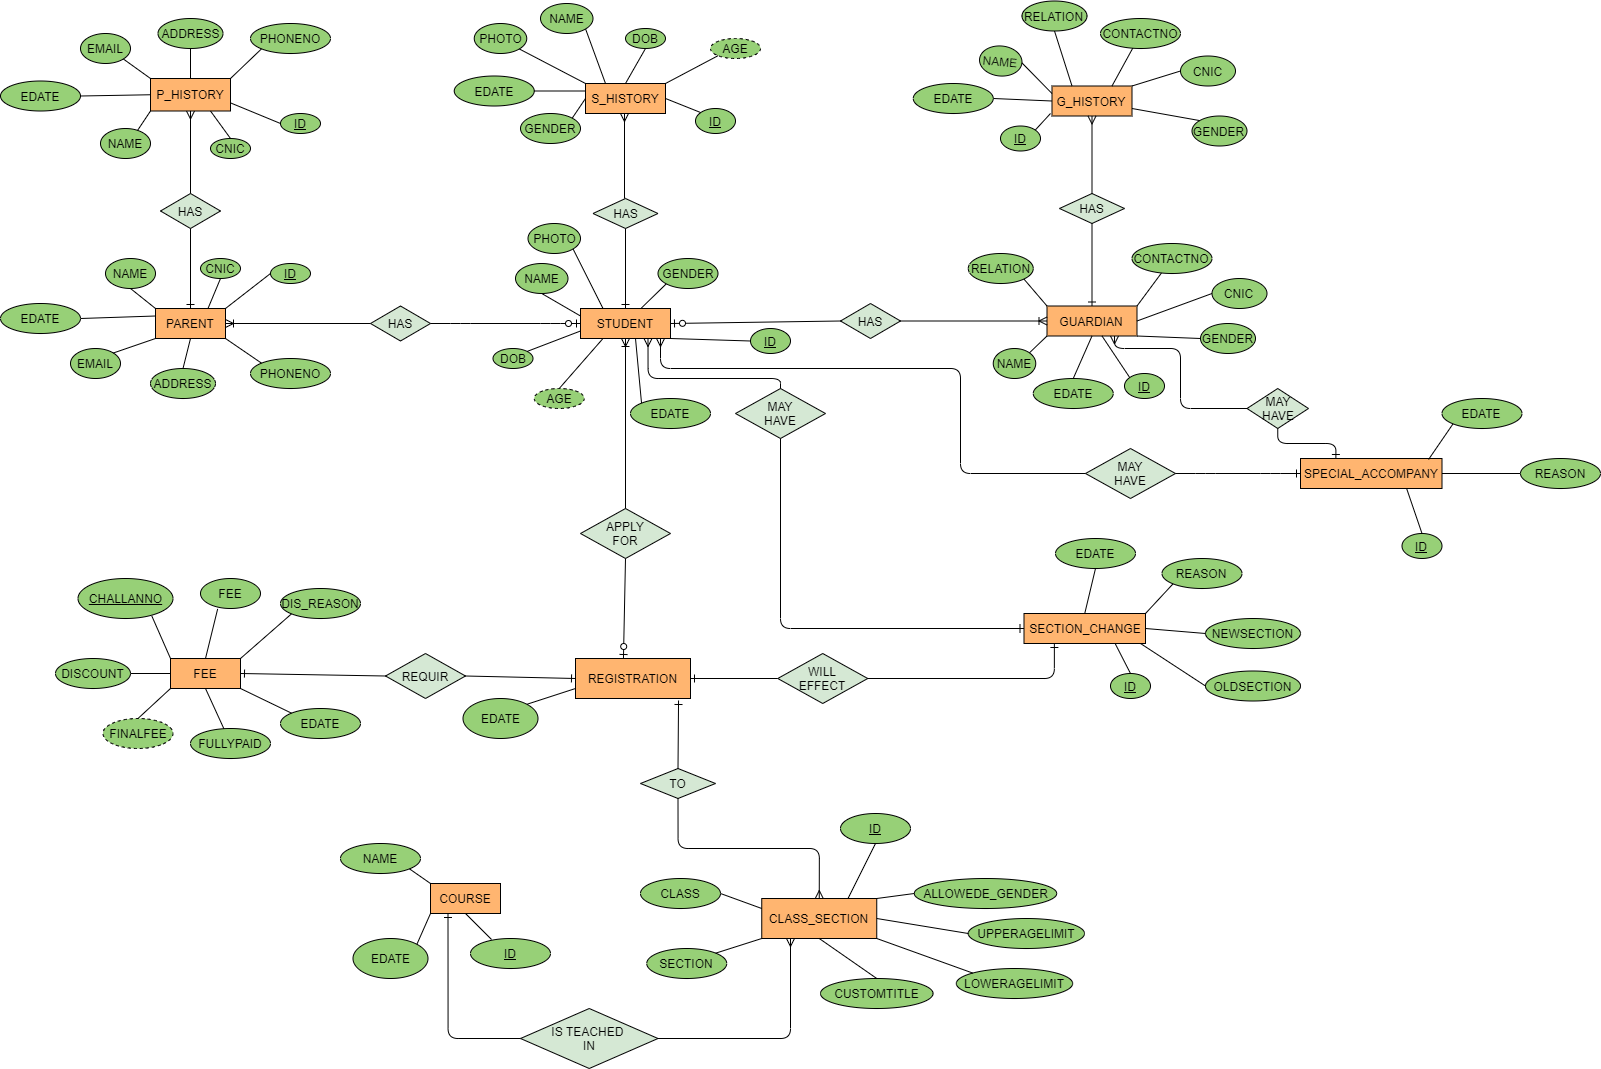 RELATION
NAME
ADDRESS
PHONENO
PHOTO
DOB
CONTACTNO
EMAIL
AGE
NAME
CNIC
EDATE
P_HISTORY
EDATE
S_HISTORY
EDATE
G_HISTORY
ID
NAME
CNIC
GENDER
ID
ID
GENDER
HAS
HAS
HAS
PHOTO
NAME
CNIC
ID
NAME
GENDER
RELATION
CONTACTNO
CNIC
EDATE
PARENT
HAS
STUDENT
HAS
GUARDIAN
GENDER
EMAIL
ADDRESS
PHONENO
DOB
ID
NAME
AGE
EDATE
EDATE
ID
MAY
HAVE
MAY
HAVE
EDATE
MAY
HAVE
SPECIAL_ACCOMPANY
REASON
APPLY
FOR
ID
EDATE
REASON
CHALLANNO
FEE
DIS_REASON
SECTION_CHANGE
NEWSECTION
DISCOUNT
FEE
REQUIR
REGISTRATION
WILL
EFFECT
ID
OLDSECTION
FINALFEE
FULLYPAID
EDATE
EDATE
TO
ID
NAME
COURSE
CLASS
ALLOWEDE_GENDER
CLASS_SECTION
UPPERAGELIMIT
EDATE
ID
SECTION
CUSTOMTITLE
LOWERAGELIMIT
IS TEACHED
IN